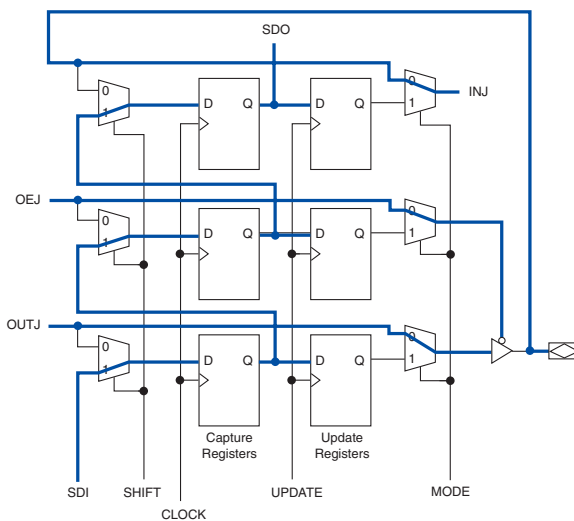 SDO
0
1
D Q
D Q
0
1
INJ
OEJ
0
1
D Q
D Q
0
1
OUTJ
0
1
D Q
D Q
0
1
Capture
Registers
Update
Registers
SDI
SHIFT
UPDATE
MODE
CLOCK